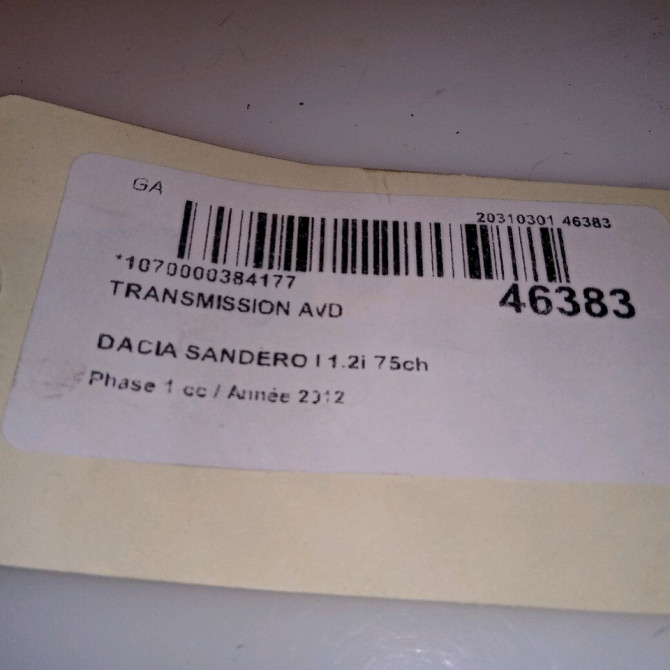 GA
20310301 46383
*1070000384177
46383
TRANSMISSION AVD
DACIA SANDERO I 1.2i 75ch
Phase 1 cc / Année 2012